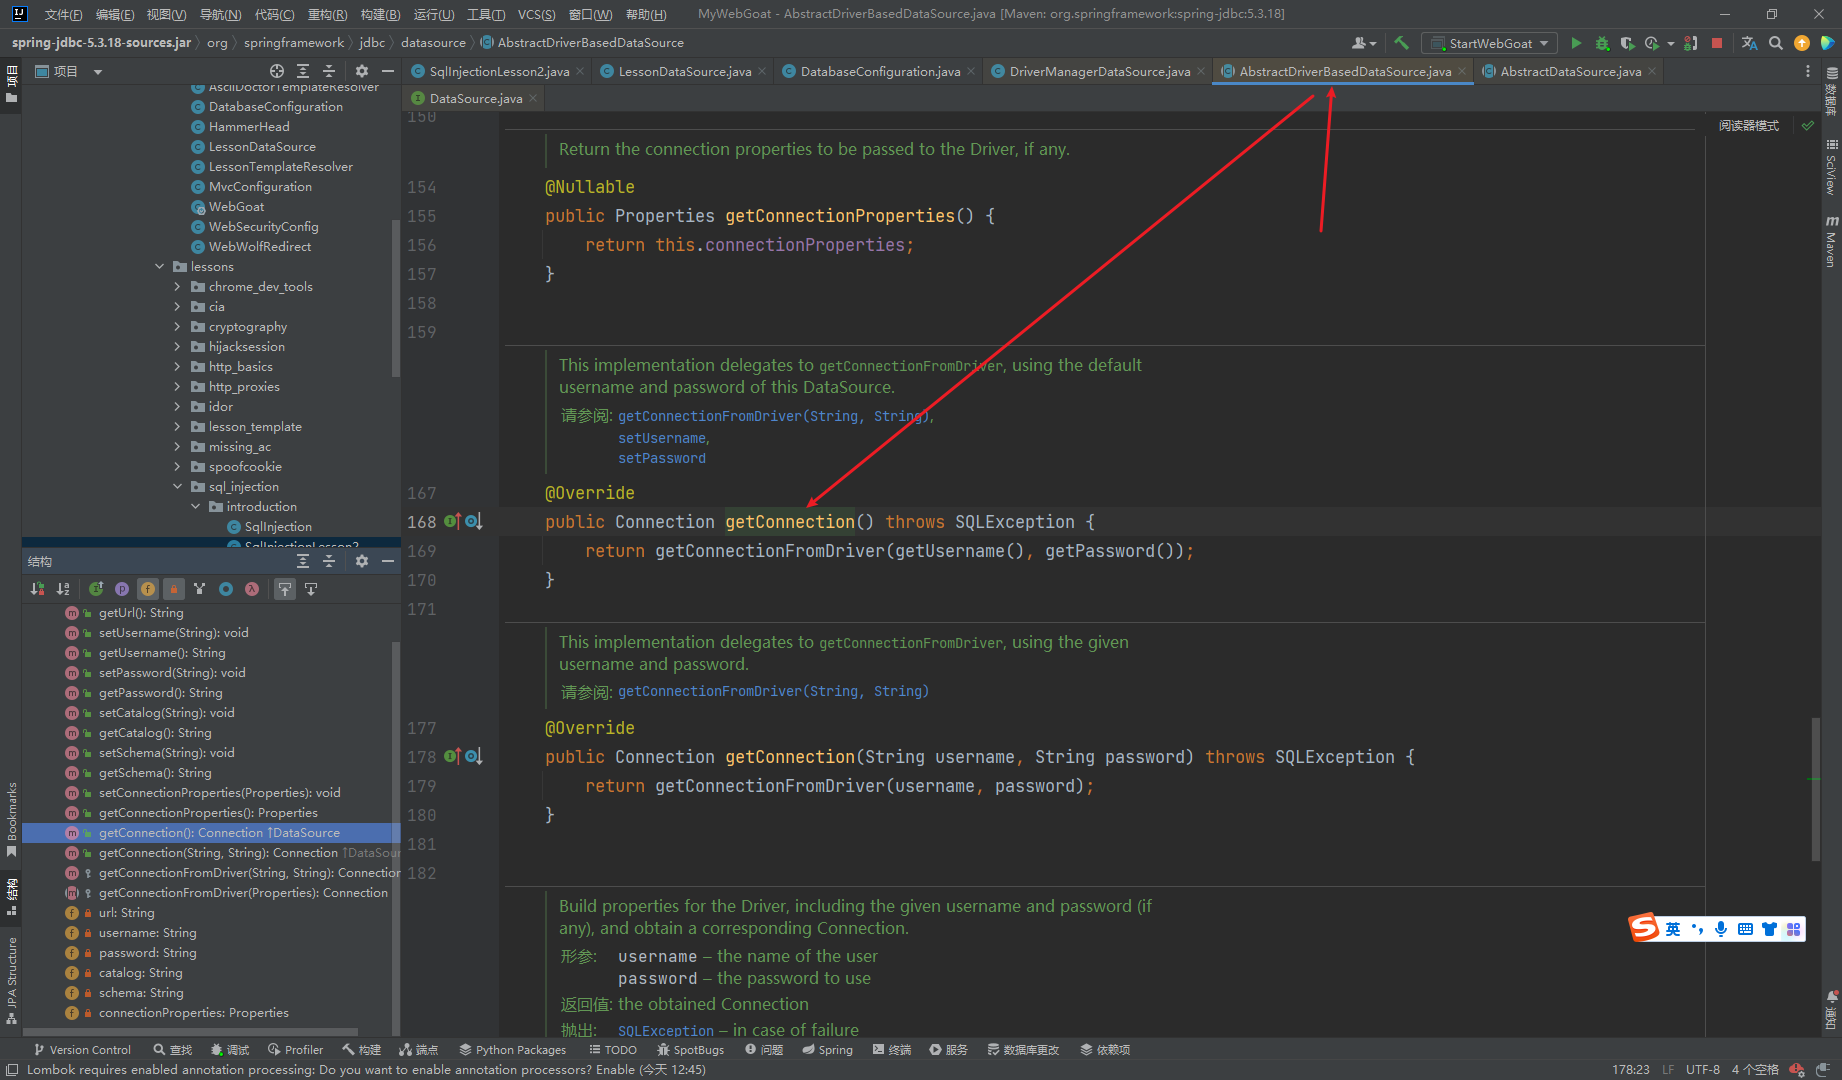 文件(F) 编辑(E) 视图(V) 导航(N) 代码(C) 重构(R) 构建(B) 运行(U) 工具(T) VCS(S) 窗口(W) 帮助(H) MyWebGoat - AbstractDriverBasedDataSource.java [Maven: org.springframework:spring-jdbc:5.3.18]
spring-jdbc-5.3.18-sources.jar org springframework jdbc datasource AbstractDriverBasedDataSource StartWebGoat
项目
SqlInjectionLesson2.java LessonDataSource.java DatabaseConfiguration.java DriverManagerDataSource.java AbstractDriverBasedDataSource.java AbstractDataSource.java
DataSource.java
项目
AsciiDoctorTemplateResolver
DatabaseConfiguration
HammerHead
LessonDataSource
LessonTemplateResolver
MvcConfiguration
WebGoat
WebSecurityConfig
WebWolfRedirect
lessons
chrome_dev_tools
cia
cryptography
hijacksession
http_basics
http_proxies
idor
lesson_template
missing_ac
spoofcookie
sql_injection
introduction
SqlInjection
SqlInjectionLesson2
结构
getUrl(): String
setUsername(String): void
getUsername(): String
setPassword(String): void
getPassword(): String
setCatalog(String): void
getCatalog(): String
setSchema(String): void
getSchema(): String
setConnectionProperties(Properties): void
getConnectionProperties(): Properties
getConnection(): Connection ↑DataSource
getConnection(String, String): Connection ↑DataSour
getConnectionFromDriver(String, String): Connection
getConnectionFromDriver(Properties): Connection
url: String
username: String
password: String
catalog: String
schema: String
connectionProperties: Properties
Bookmarks
结构
JPA Structure
150
阅读器模式
Return the connection properties to be passed to the Driver, if any.
154 @Nullable
155 public Properties getConnectionProperties() {
156 return this.connectionProperties;
157 }
158
159
This implementation delegates to getConnectionFromDriver, using the default
username and password of this DataSource.
请参阅: getConnectionFromDriver(String, String),
setUsername,
setPassword
167 @Override
168 public Connection getConnection() throws SQLException {
169 return getConnectionFromDriver(getUsername(), getPassword());
170 }
171
This implementation delegates to getConnectionFromDriver, using the given
username and password.
请参阅: getConnectionFromDriver(String, String)
177 @Override
178 public Connection getConnection(String username, String password) throws SQLException {
179 return getConnectionFromDriver(username, password);
180 }
181
182
Build properties for the Driver, including the given username and password (if
any), and obtain a corresponding Connection.
形参: username – the name of the user
password – the password to use
返回值: the obtained Connection
抛出: SQLException – in case of failure
数据库
SciView
Maven
通知
英
Version Control 查找 调试 Profiler 构建 端点 Python Packages TODO SpotBugs 问题 Spring 终端 服务 数据库更改 依赖项
Lombok requires enabled annotation processing: Do you want to enable annotation processors? Enable (今天 12:45) 178:23 LF UTF-8 4 个空格